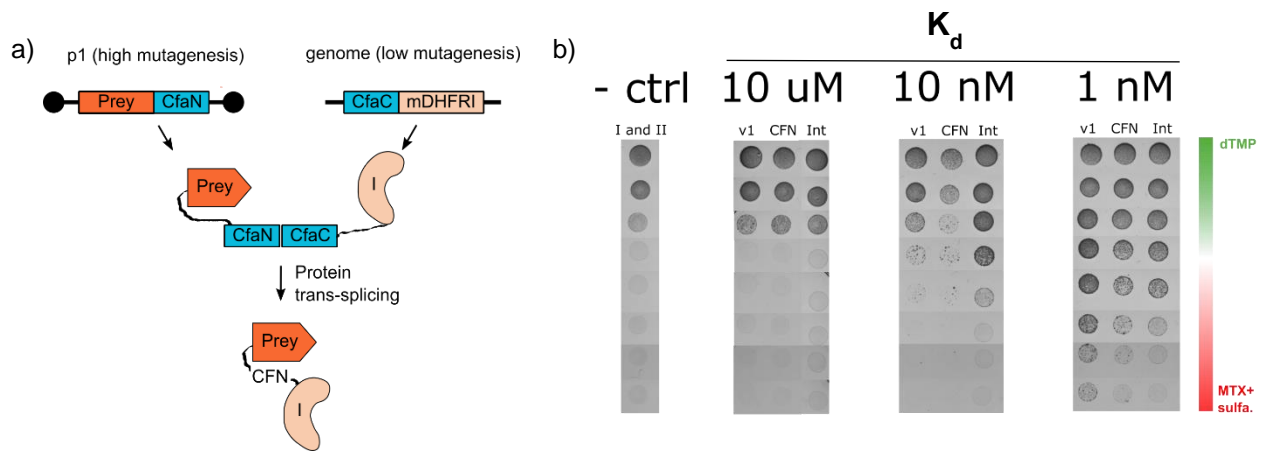 a)
p1 (high mutagenesis)
genome (low mutagenesis)
Prey CfaN
CfaC mDHFRI
Prey
I
CfaN CfaC
Protein
trans-splicing
Prey
CFN
I
b)
Kd
- ctrl 10 uM 10 nM 1 nM
I and II v1 CFN Int v1 CFN Int v1 CFN Int
dTMP
MTX+
sulfa.